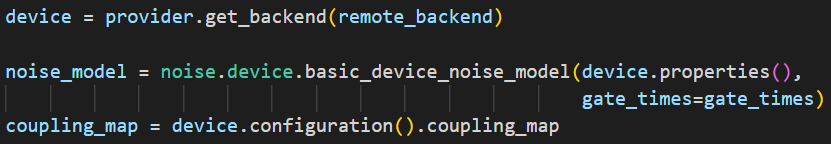 device = provider.get_backend(remote_backend)
noise_model = noise.device.basic_device_noise_model(device.properties(),
gate_times=gate_times)
coupling_map = device.configuration().coupling_map